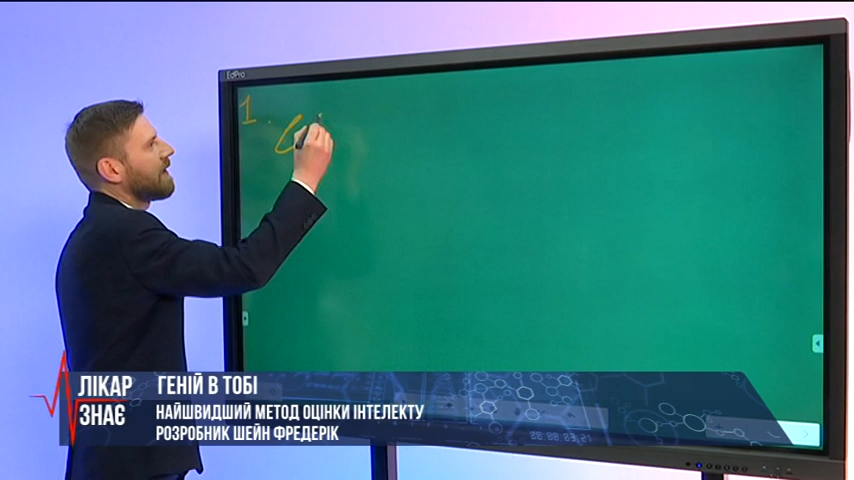 EdPro
1.
ЛІКАР
ЗНАЄ
ГЕНІЙ В ТОБІ
НАЙШВИДШИЙ МЕТОД ОЦІНКИ ІНТЕЛЕКТУ
РОЗРОБНИК ШЕЙН ФРЕДЕРІК